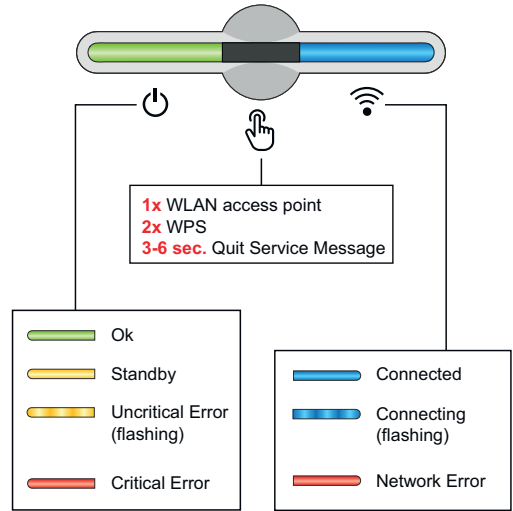 1x WLAN access point
2x WPS
3-6 sec. Quit Service Message
Ok
Standby
Uncritical Error
(flashing)
Critical Error
Connected
Connecting
(flashing)
Network Error